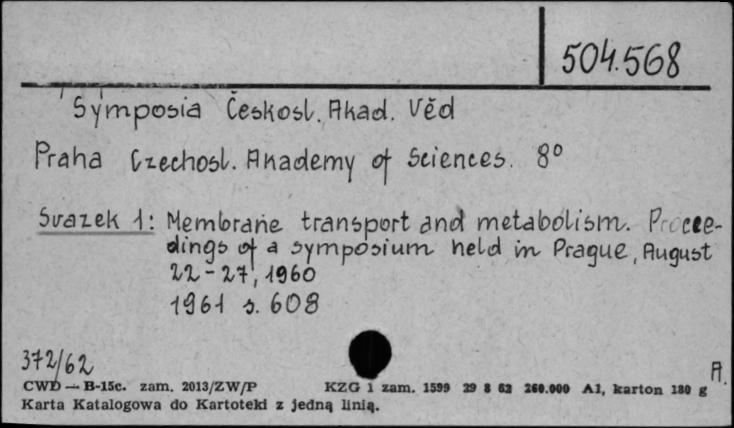 504.568
Symposia Českosl. Akad. Věd
Praha Czechosl. Akademy of Sciences. 8°
Svazek 1: Membrane transport and metabolism. Procee-
dings of a symposium held in Prague, August
22-27, 1960
1961 s. 608
372/62
A.
CWD — B-15c. zam. 2013/ZW/P KZG 1 zam. 1599 29 8 62 260.000 A1, karton 180 g
Karta Katalogowa do Kartoteki z jedną linią.